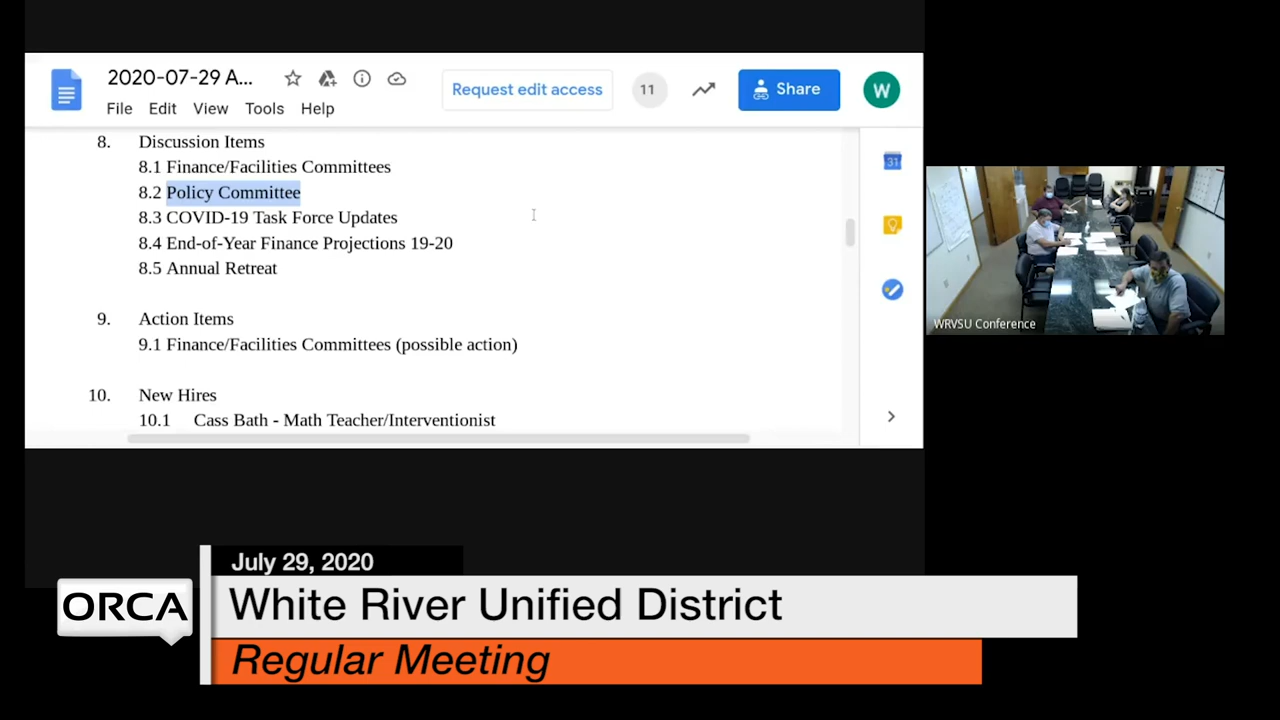 2020-07-29 A...
File Edit View Tools Help
Request edit access
11
Share
W
8. Discussion Items
8.1 Finance/Facilities Committees
8.2 Policy Committee
8.3 COVID-19 Task Force Updates
8.4 End-of-Year Finance Projections 19-20
8.5 Annual Retreat
9. Action Items
9.1 Finance/Facilities Committees (possible action)
10. New Hires
10.1 Cass Bath - Math Teacher/Interventionist
31
WRVSU Conference
July 29, 2020
ORCA
White River Unified District
Regular Meeting